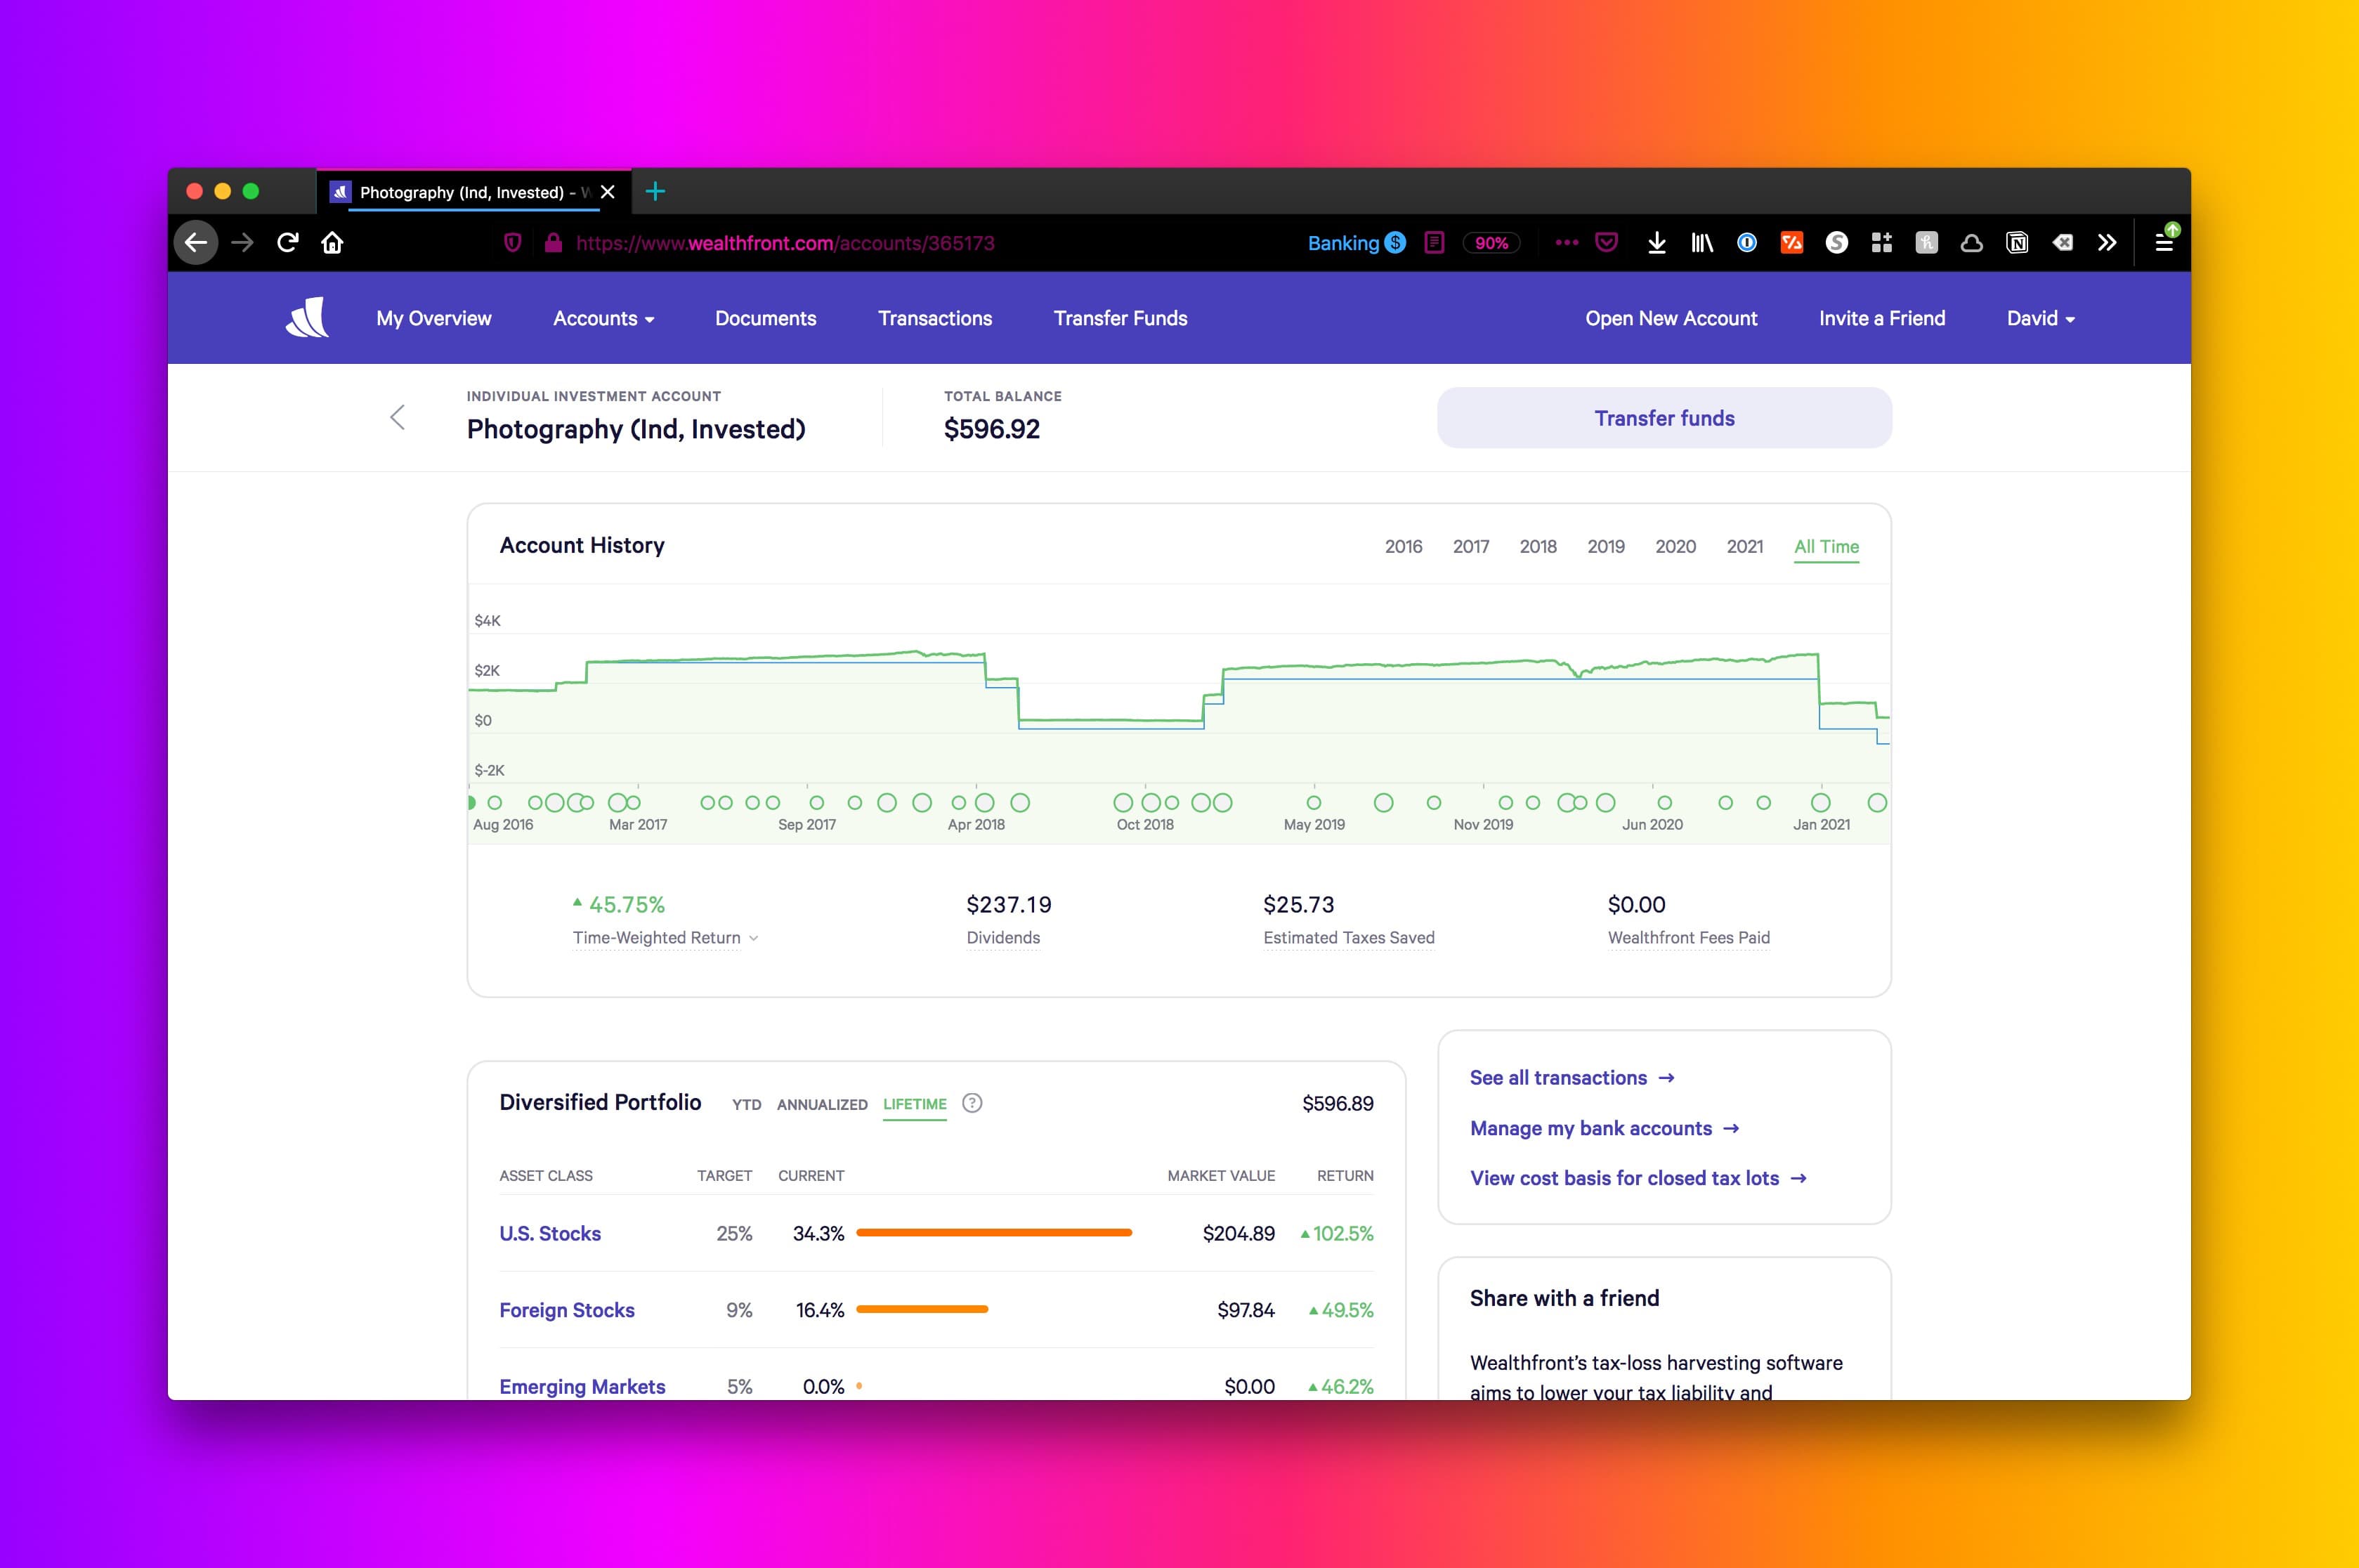 Photography (Ind, Invested) - W
https://www.wealthfront.com/accounts/365173
Banking $
90%
My Overview
Accounts
Documents
Transactions
Transfer Funds
Open New Account
Invite a Friend
David
INDIVIDUAL INVESTMENT ACCOUNT
Photography (Ind, Invested)
TOTAL BALANCE
$596.92
Transfer funds
Account History
2016 2017 2018 2019 2020 2021 All Time
$4K
$2K
$0
$-2K
Aug 2016 Mar 2017 Sep 2017 Apr 2018 Oct 2018 May 2019 Nov 2019 Jun 2020 Jan 2021
45.75%
Time-Weighted Return
$237.19
Dividends
$25.73
Estimated Taxes Saved
$0.00
Wealthfront Fees Paid
Diversified Portfolio YTD ANNUALIZED LIFETIME ? $596.89
ASSET CLASS TARGET CURRENT MARKET VALUE RETURN
U.S. Stocks 25% 34.3% $204.89 102.5%
Foreign Stocks 9% 16.4% $97.84 49.5%
Emerging Markets 5% 0.0% $0.00 46.2%
See all transactions →
Manage my bank accounts →
View cost basis for closed tax lots →
Share with a friend
Wealthfront's tax-loss harvesting software
aims to lower your tax liability and